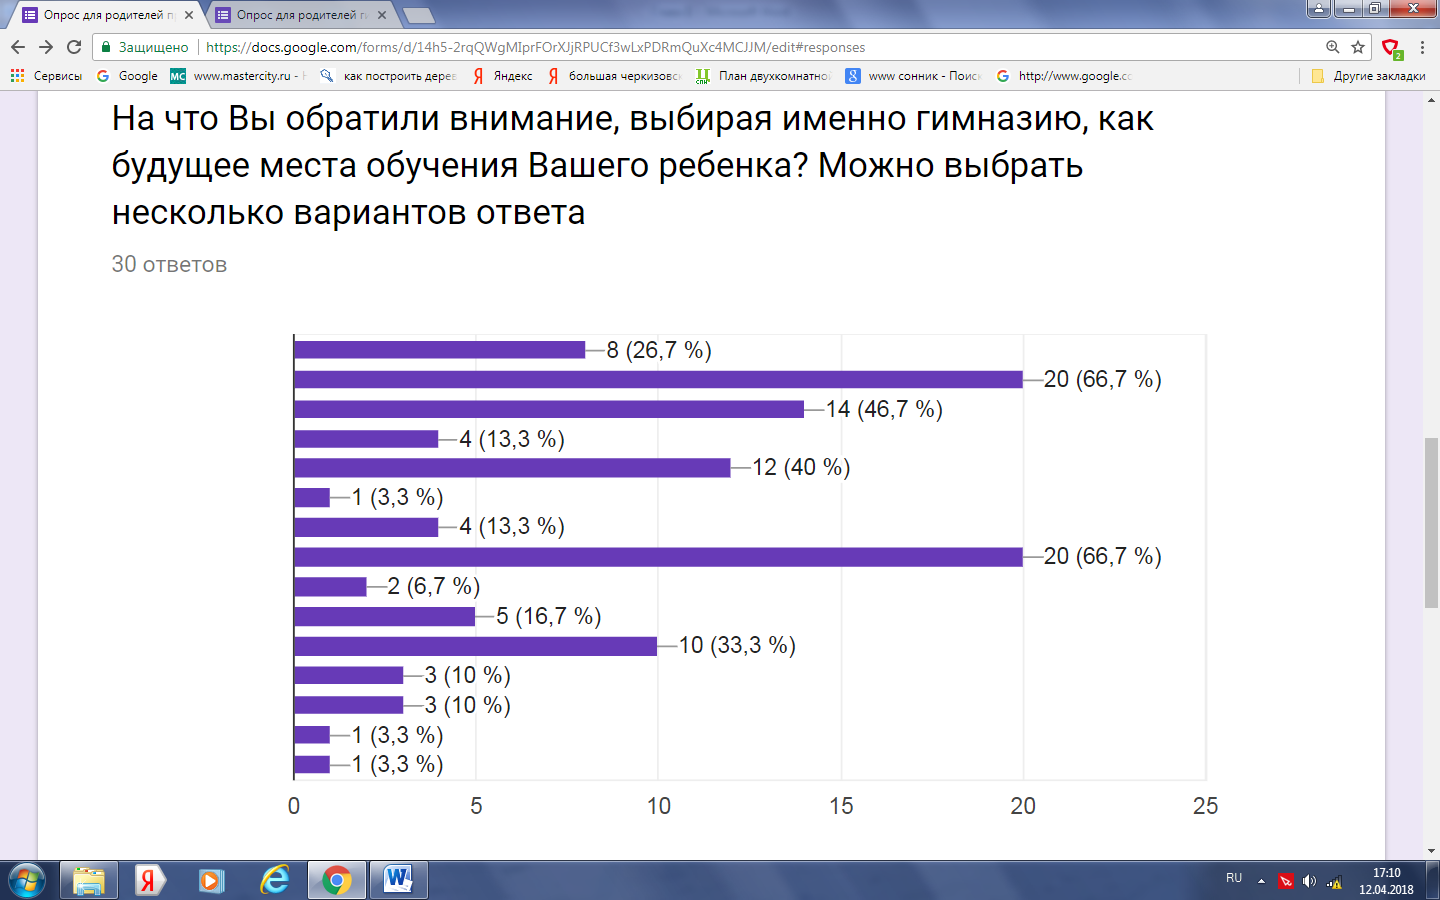 Опрос для родителей п
Опрос для родителей ги
Защищено
https://docs.google.com/forms/d/14h5-2rqQWgMIprFOrXJjRPUCf3wLxPDRmQuXc4MCJJM/edit#responses
2
Сервисы
Google
MC www.mastercity.ru -
как построить дерев
Яндекс
большая черкизовс
План двухкомнатно
www сонник - Поис
http://www.google.cc
Другие закладки
На что Вы обратили внимание, выбирая именно гимназию, как
будущее места обучения Вашего ребенка? Можно выбрать
несколько вариантов ответа
30 ответов
8 (26,7 %)
20 (66,7 %)
14 (46,7 %)
4 (13,3 %)
12 (40 %)
1 (3,3 %)
4 (13,3 %)
20 (66,7 %)
2 (6,7 %)
5 (16,7 %)
10 (33,3 %)
3 (10 %)
3 (10 %)
1 (3,3 %)
1 (3,3 %)
0 5 10 15 20 25
RU
17:10
12.04.2018